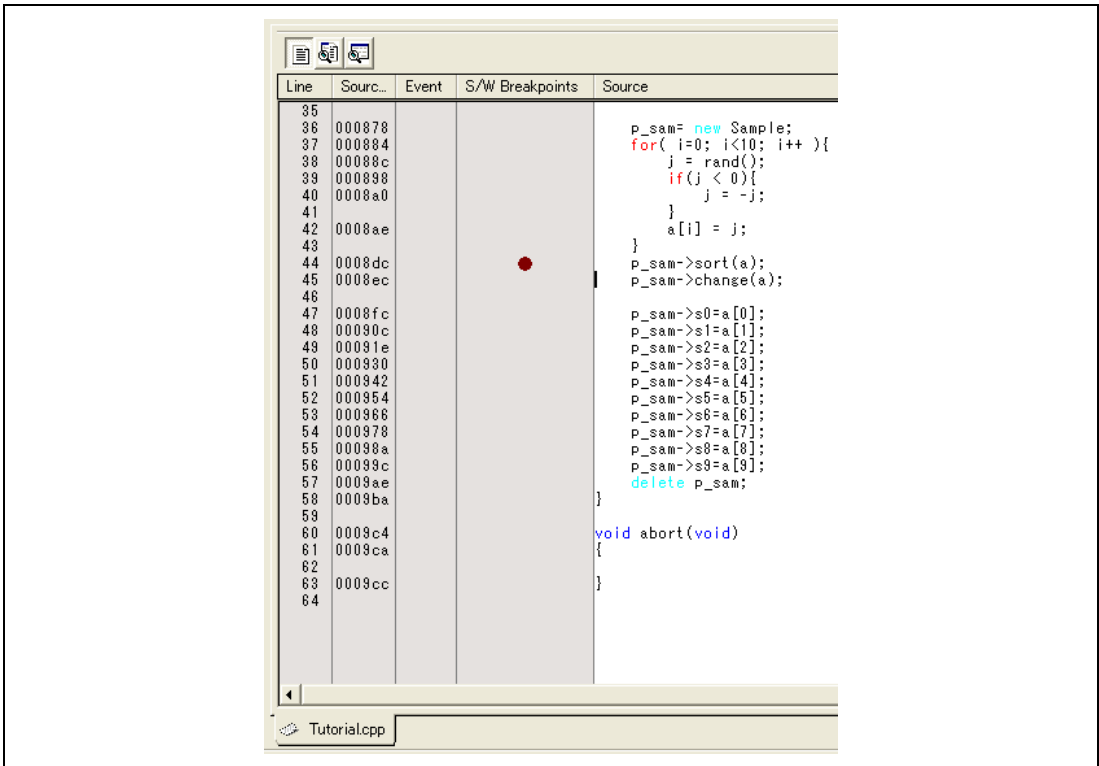 Line Sourc... Event S/W Breakpoints Source
35
36 000878 p_sam= new Sample;
37 000884 for( i=0; i<10; i++ ){
38 00088c j = rand();
39 000898 if(j < 0){
40 0008a0 j = -j;
41 }
42 0008ae a[i] = j;
43 }
44 0008dc p_sam->sort(a);
45 0008ec p_sam->change(a);
46
47 0008fc p_sam->s0=a[0];
48 00090c p_sam->s1=a[1];
49 00091e p_sam->s2=a[2];
50 000930 p_sam->s3=a[3];
51 000942 p_sam->s4=a[4];
52 000954 p_sam->s5=a[5];
53 000966 p_sam->s6=a[6];
54 000978 p_sam->s7=a[7];
55 00098a p_sam->s8=a[8];
56 00099c p_sam->s9=a[9];
57 0009ae delete p_sam;
58 0009ba }
59
60 0009c4 void abort(void)
61 0009ca {
62
63 0009cc }
64
Tutorial.cpp